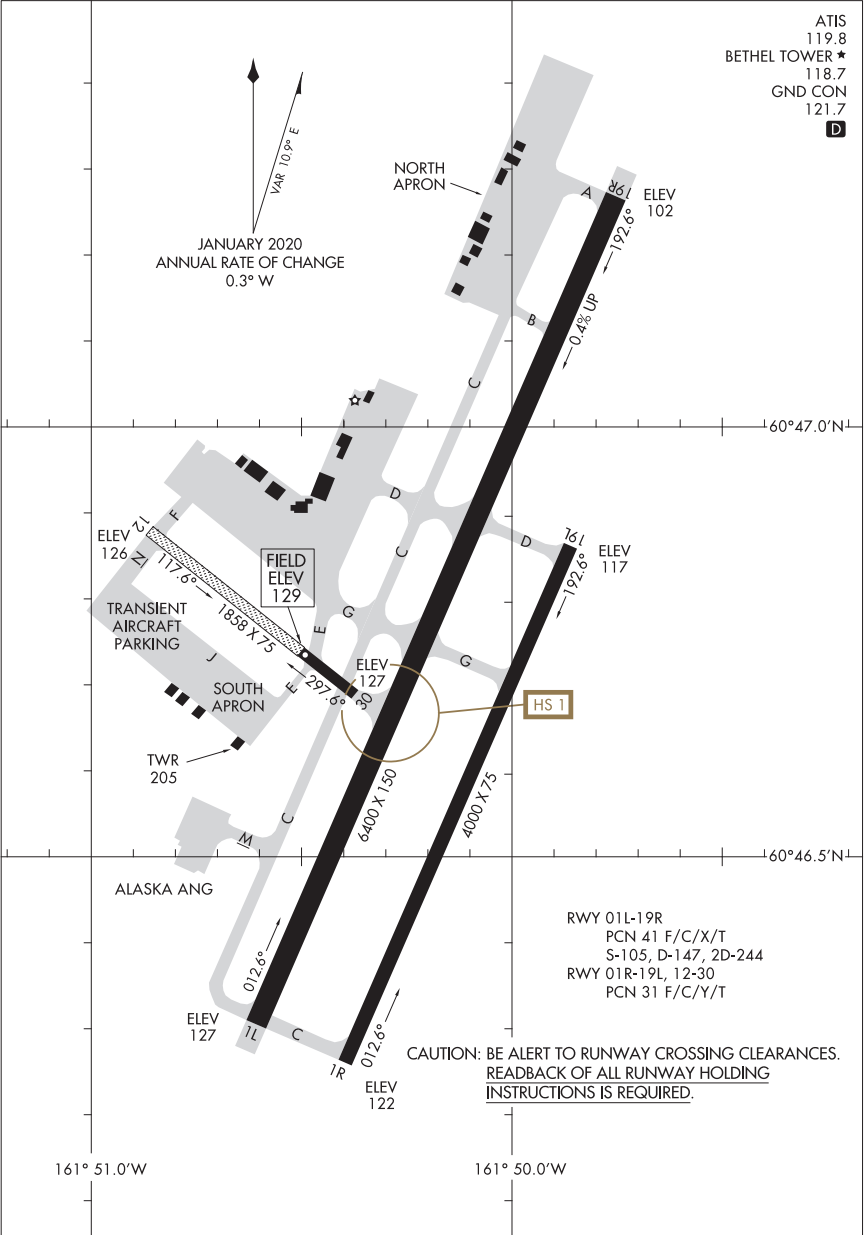 ATIS
119.8
BETHEL TOWER ★
118.7
GND CON
121.7
D
VAR 10.9° E
JANUARY 2020
ANNUAL RATE OF CHANGE
0.3° W
NORTH
APRON
A
19R
ELEV
102
192.6°
0.4% UP
B
C
60°47.0'N
D
C
D
19L
ELEV
117
192.6°
12
F
ELEV
126
N
117.6°
FIELD
ELEV
129
1858 X 75
TRANSIENT
AIRCRAFT
PARKING
J
G
E
G
ELEV
127
297.6°
30
E
SOUTH
APRON
HS 1
TWR
205
6400 X 150
4000 X 75
C
M
60°46.5'N
ALASKA ANG
RWY 01L-19R
PCN 41 F/C/X/T
S-105, D-147, 2D-244
RWY 01R-19L, 12-30
PCN 31 F/C/Y/T
012.6°
ELEV
127
1L
C
012.6°
1R
ELEV
122
CAUTION: BE ALERT TO RUNWAY CROSSING CLEARANCES.
READBACK OF ALL RUNWAY HOLDING
INSTRUCTIONS IS REQUIRED.
161° 51.0'W
161° 50.0'W